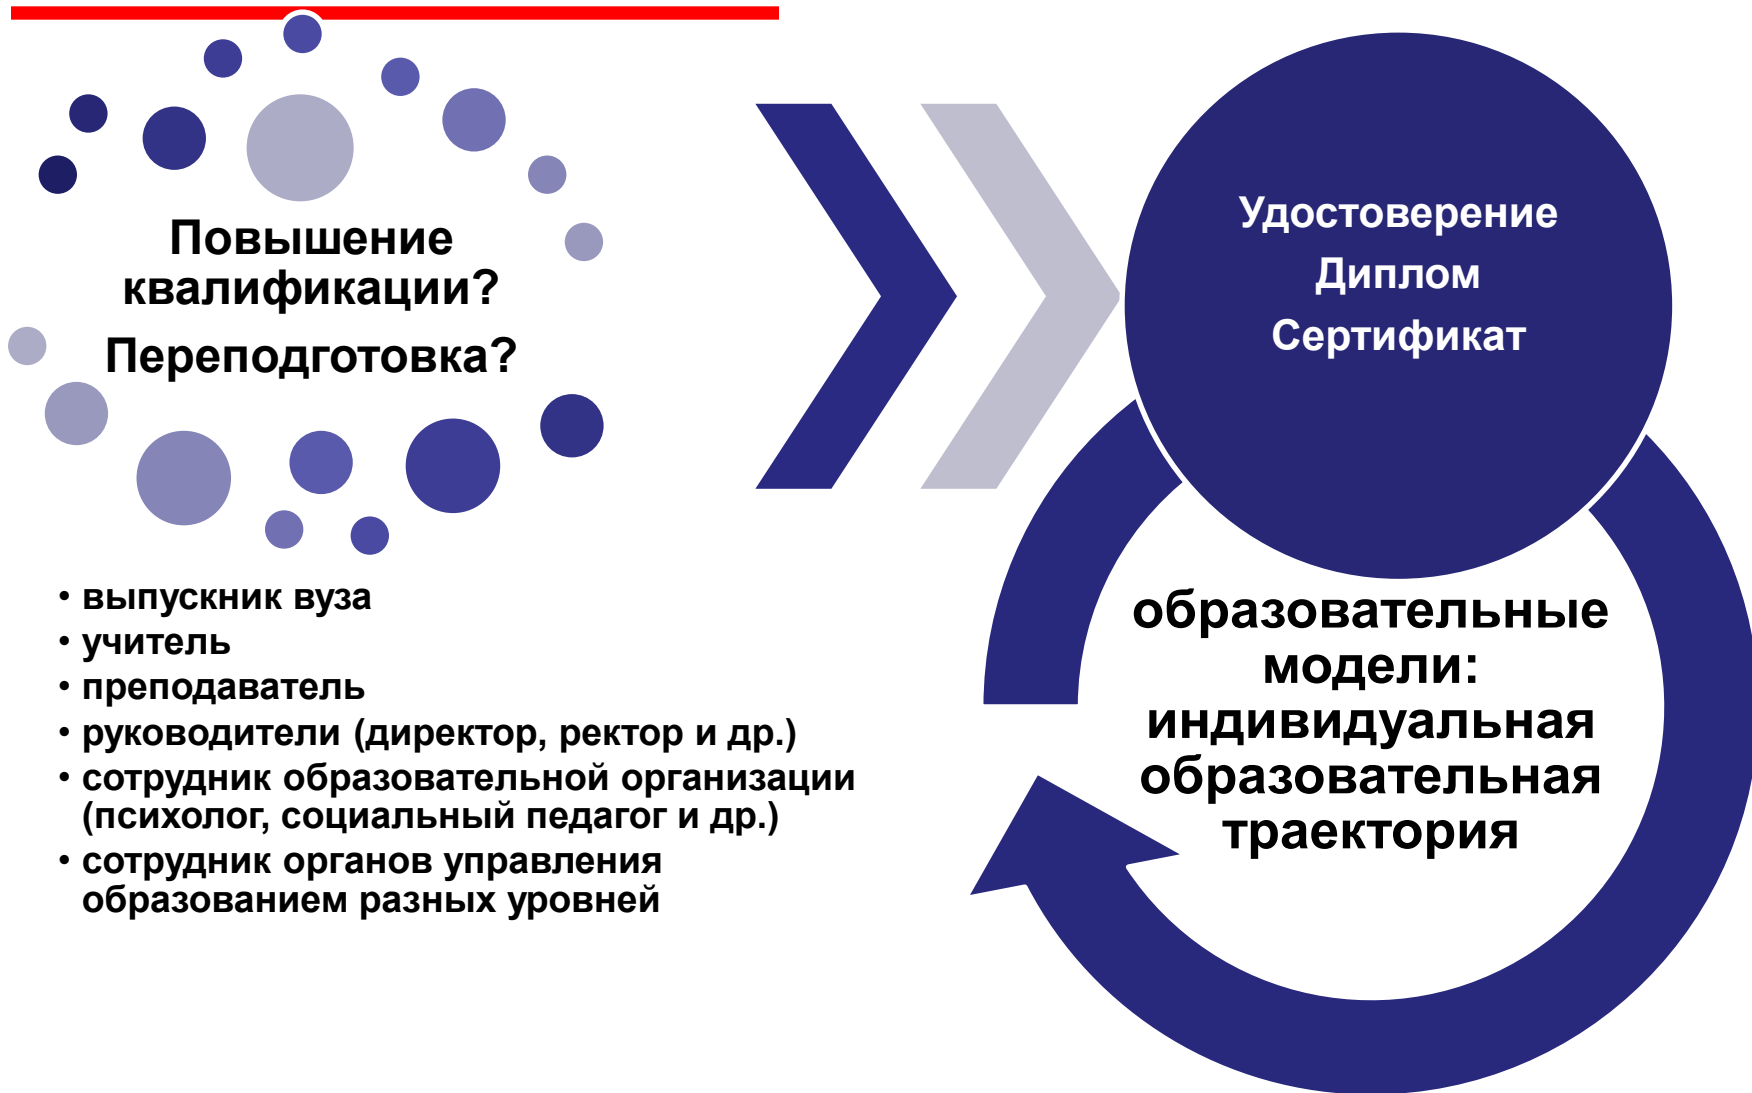 Повышение
квалификации?
Переподготовка?
• выпускник вуза
• учитель
• преподаватель
• руководители (директор, ректор и др.)
• сотрудник образовательной организации
(психолог, социальный педагог и др.)
• сотрудник органов управления
образованием разных уровней
Удостоверение
Диплом
Сертификат
образовательные
модели:
индивидуальная
образовательная
траектория